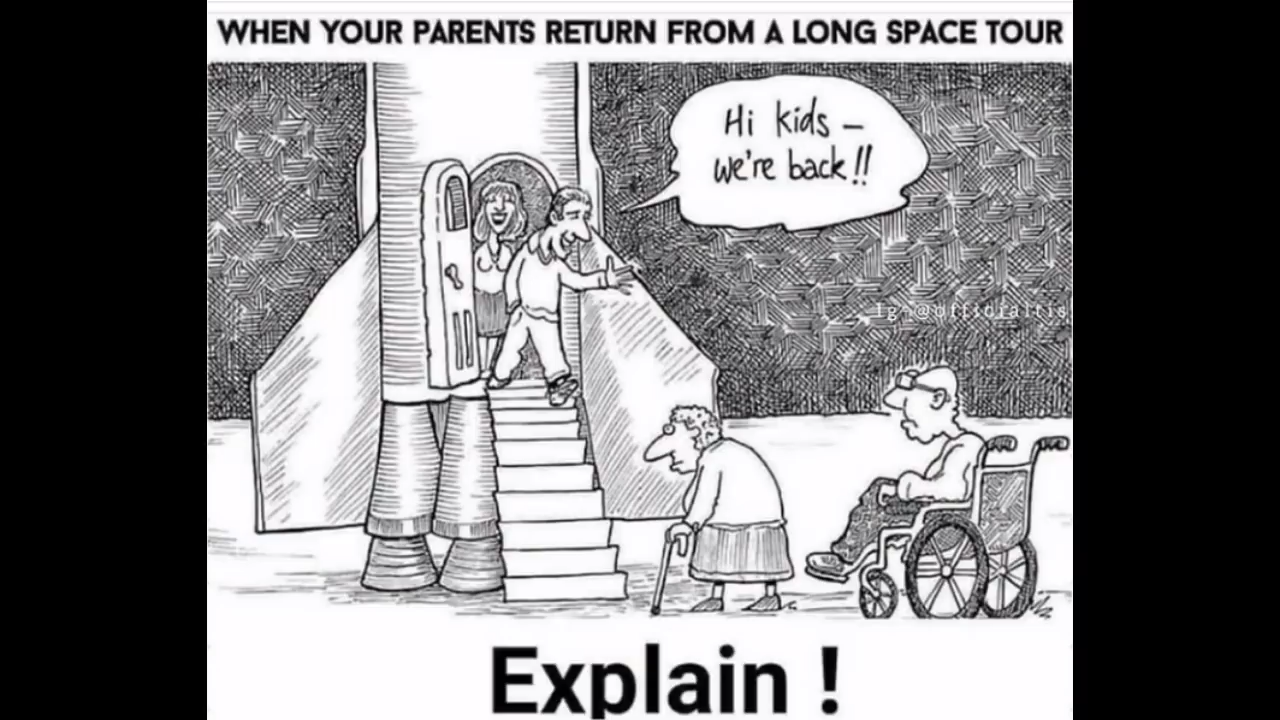 WHEN YOUR PARENTS RETURN FROM A LONG SPACE TOUR
Hi kids –
we're back!!
Explain !